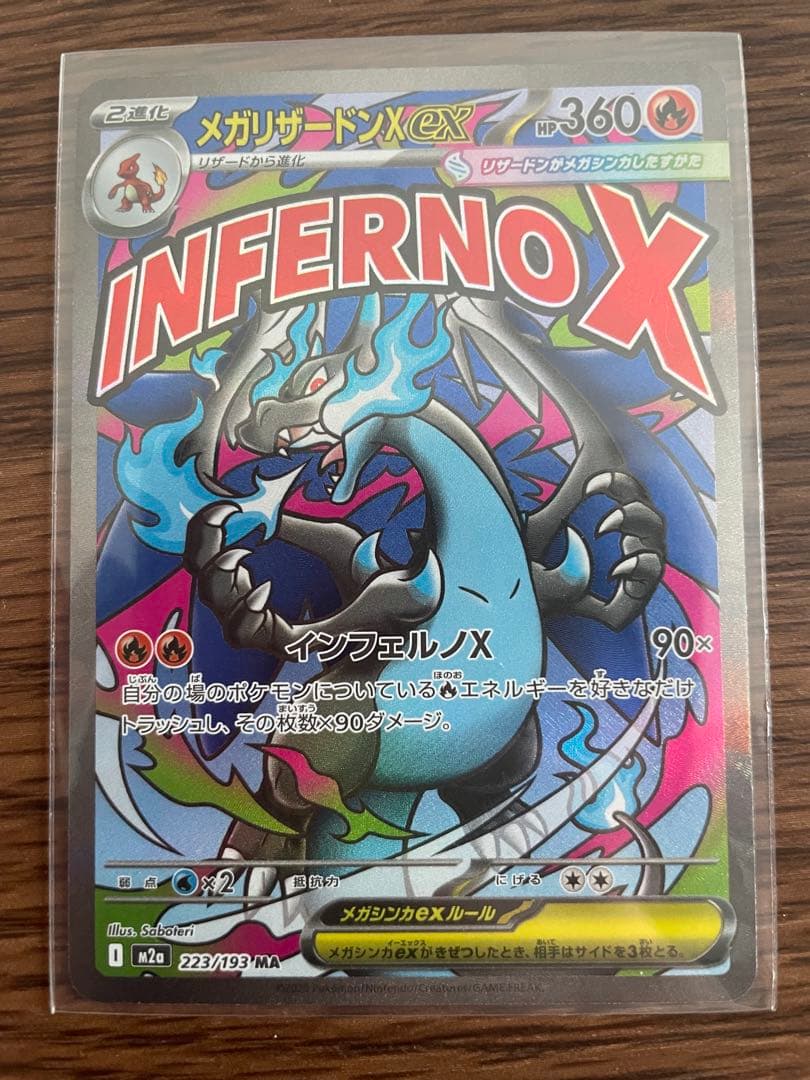 2進化
メガリザードンXex
HP360
リザードから進化
リザードンがメガシンカしたすがた
INFERNO X
インフェルノX 90×
自分の場のポケモンについているエネルギーを好きなだけ
トラッシュし、その枚数×90ダメージ。
弱点 ×2 抵抗力 にげる
メガシンカexルール
メガシンカexがきぜつしたとき、相手はサイドを3枚とる。
Illus. Saboteri
I m2a 223/193 MA
Pokémon/Nintendo/Creatures/GAME FREAK.